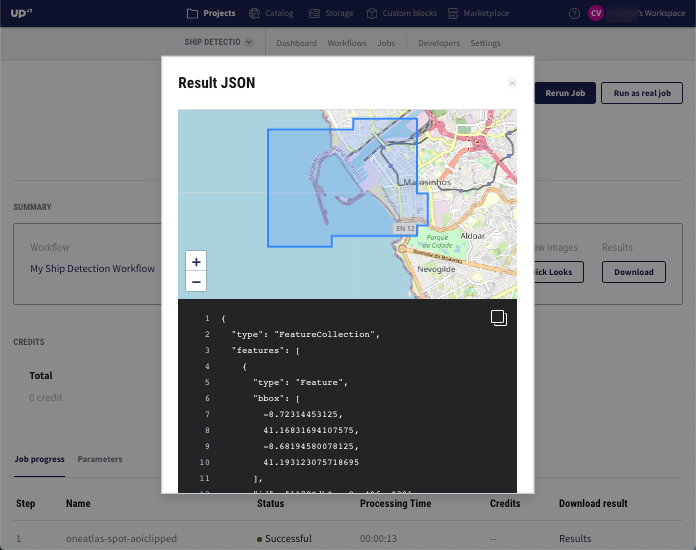 UP42
Projects
Catalog
Storage
Custom blocks
Marketplace
?
CV
's Workspace
SHIP DETECTIO
Dashboard
Workflows
Jobs
Developers
Settings
Result JSON
×
Rerun Job
Run as real job
Matosinhos
EN 12
Aldoar
Parque
da Cidade
Avenida da Boavista
Nevogilde
+
−
SUMMARY
Workflow
My Ship Detection Workflow
ew images
ick Looks
Results
Download
1 {
2 "type": "FeatureCollection",
3 "features": [
4 {
5 "type": "Feature",
6 "bbox": [
7 -8.72314453125,
8 41.16831694107575,
9 -8.68194580078125,
10 41.193123075718695
11 ],
CREDITS
Total
0 credit
Job progress
Parameters
Step Name Status Processing Time Credits Download result
1 oneatlas-spot-aoiclipped Successful 00:00:13 -- Results